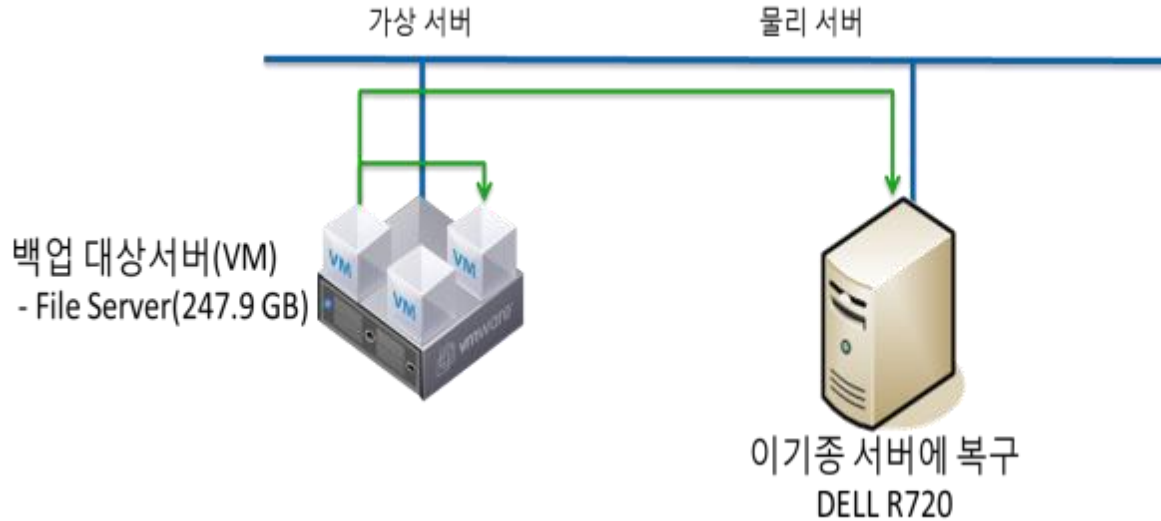 가상 서버
물리 서버
백업 대상서버(VM)
- File Server(247.9 GB)
VM
VM
VM
vmware
이기종 서버에 복구
DELL R720